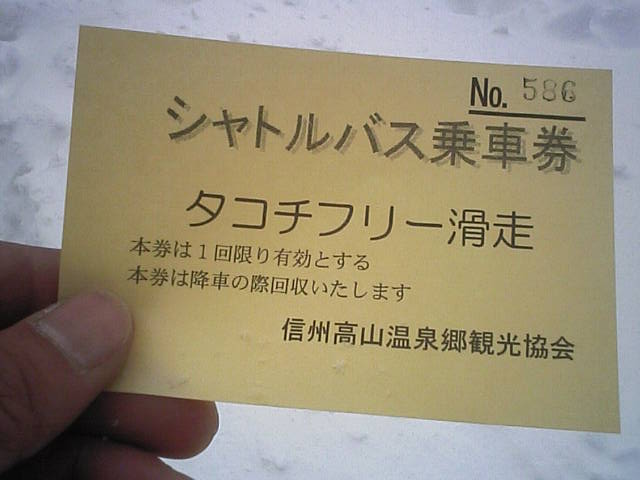 No. 586
シャトルバス乗車券
タコチフリー滑走
本券は1回限り有効とする
本券は降車の際回収いたします
信州高山温泉郷観光協会